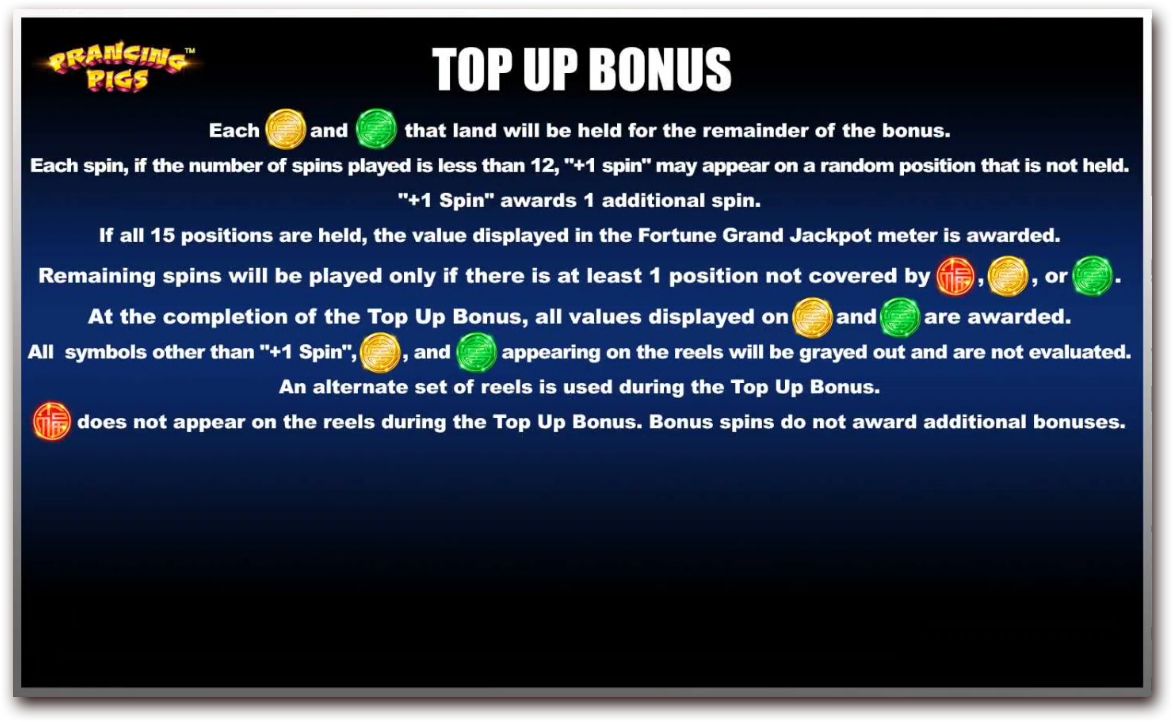 PRANCING PIGS™
TOP UP BONUS
Each and that land will be held for the remainder of the bonus.
Each spin, if the number of spins played is less than 12, "+1 spin" may appear on a random position that is not held.
"+1 Spin" awards 1 additional spin.
If all 15 positions are held, the value displayed in the Fortune Grand Jackpot meter is awarded.
Remaining spins will be played only if there is at least 1 position not covered by 福, , or .
At the completion of the Top Up Bonus, all values displayed on and are awarded.
All symbols other than "+1 Spin", , and appearing on the reels will be grayed out and are not evaluated.
An alternate set of reels is used during the Top Up Bonus.
福 does not appear on the reels during the Top Up Bonus. Bonus spins do not award additional bonuses.